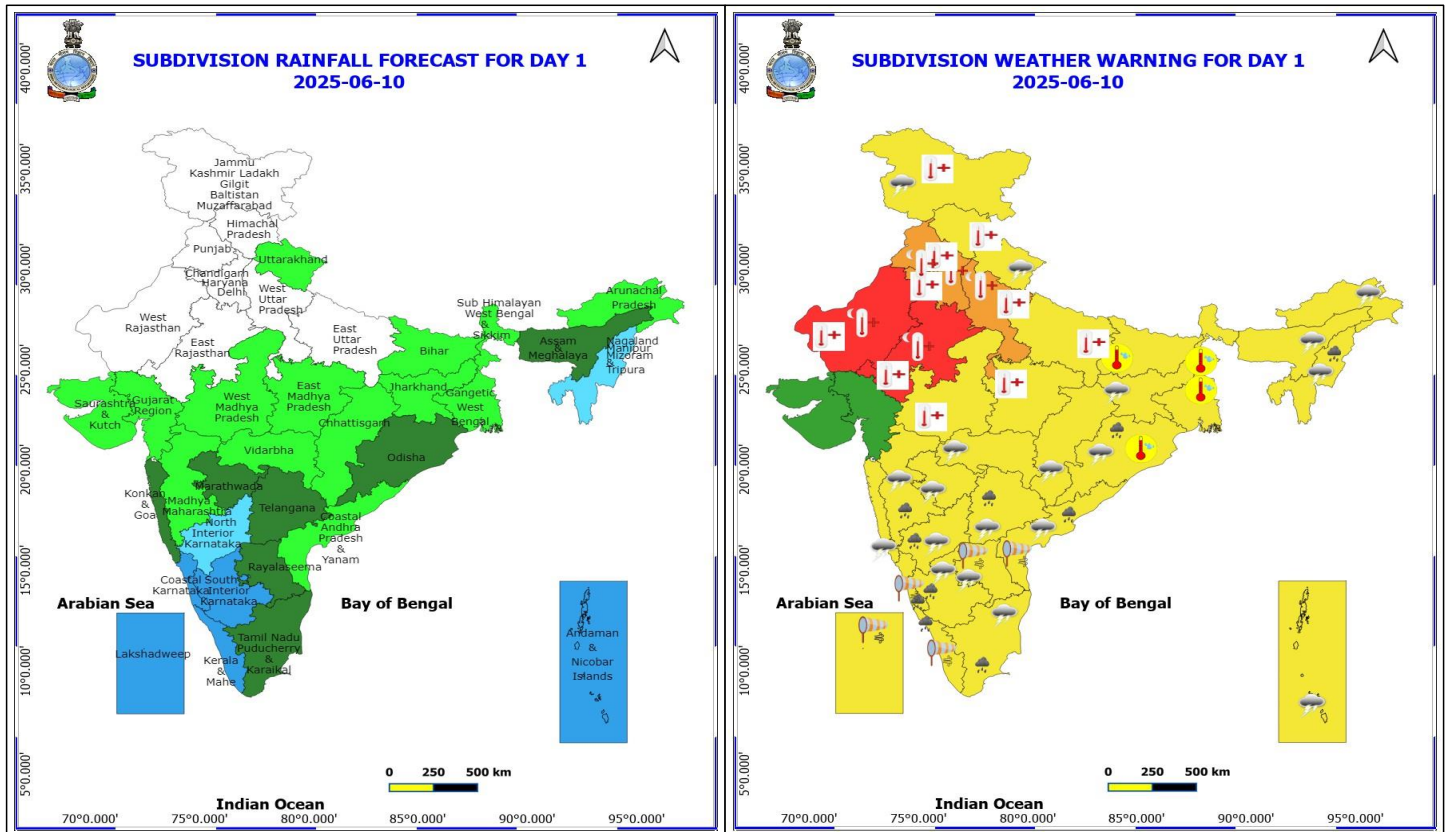 SUBDIVISION RAINFALL FORECAST FOR DAY 1
2025-06-10
40°0.000'
35°0.000'
30°0.000'
25°0.000'
20°0.000'
15°0.000'
10°0.000'
5°0.000'
Jammu
Kashmir Ladakh
Gilgit
Baltistan
Muzaffarabad
Himachal
Pradesh
Punjab
Uttarakhand
Chandigarh
Haryana
Delhi
West
Uttar
Pradesh
West
Rajasthan
East
Rajasthan
East
Uttar
Pradesh
Sub Himalayan
West Bengal
&
Sikkim
Arunachal
Pradesh
Assam
&
Meghalaya
Nagaland
Manipur
Mizoram
&
Tripura
Bihar
Jharkhand
Gangetic
West
Bengal
Saurashtra
&
Kutch
Gujarat
Region
West
Madhya
Pradesh
East
Madhya
Pradesh
Chhattisgarh
Odisha
Vidarbha
Konkan
&
Goa
Madhya
Maharashtra
Marathwada
Telangana
North
Interior
Karnataka
Coastal
Andhra
Pradesh
&
Yanam
Rayalaseema
Coastal
Karnataka
South
Interior
Karnataka
Arabian Sea
Bay of Bengal
Lakshadweep
Kerala
&
Mahe
Tamil Nadu
Puducherry
&
Karaikal
Andaman
&
Nicobar
Islands
0 250 500 km
Indian Ocean
70°0.000' 75°0.000' 80°0.000' 85°0.000' 90°0.000' 95°0.000'
SUBDIVISION WEATHER WARNING FOR DAY 1
2025-06-10
40°0.000'
35°0.000'
30°0.000'
25°0.000'
20°0.000'
15°0.000'
10°0.000'
5°0.000'
Arabian Sea
Bay of Bengal
0 250 500 km
Indian Ocean
70°0.000' 75°0.000' 80°0.000' 85°0.000' 90°0.000' 95°0.000'